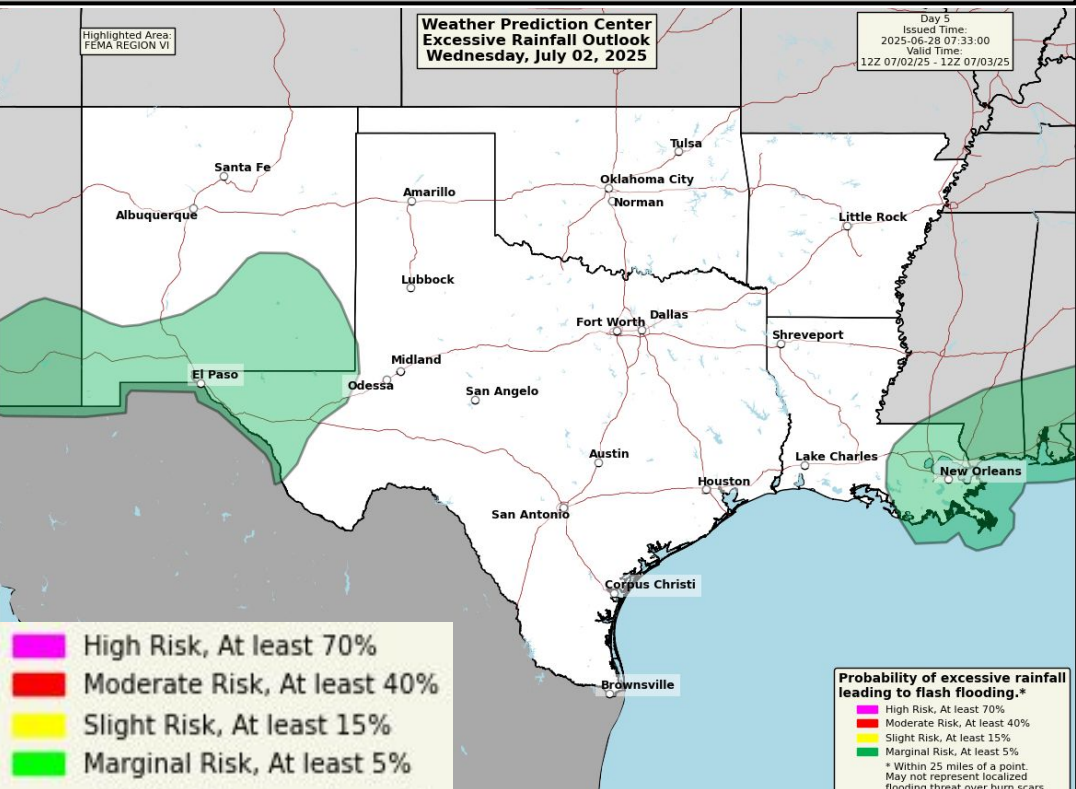 Highlighted Area:
FEMA REGION VI
Weather Prediction Center
Excessive Rainfall Outlook
Wednesday, July 02, 2025
Day 5
Issued Time:
2025-06-28 07:33:00
Valid Time:
12Z 07/02/25 - 12Z 07/03/25
Tulsa
Santa Fe
Oklahoma City
Amarillo
Norman
Albuquerque
Little Rock
Lubbock
Dallas
Fort Worth
Shreveport
Midland
El Paso
Odessa
San Angelo
Austin
Lake Charles
New Orleans
Houston
San Antonio
Corpus Christi
Brownsville
High Risk, At least 70%
Moderate Risk, At least 40%
Slight Risk, At least 15%
Marginal Risk, At least 5%
Probability of excessive rainfall
leading to flash flooding.*
High Risk, At least 70%
Moderate Risk, At least 40%
Slight Risk, At least 15%
Marginal Risk, At least 5%
* Within 25 miles of a point.
May not represent localized
flooding threat over burn scars